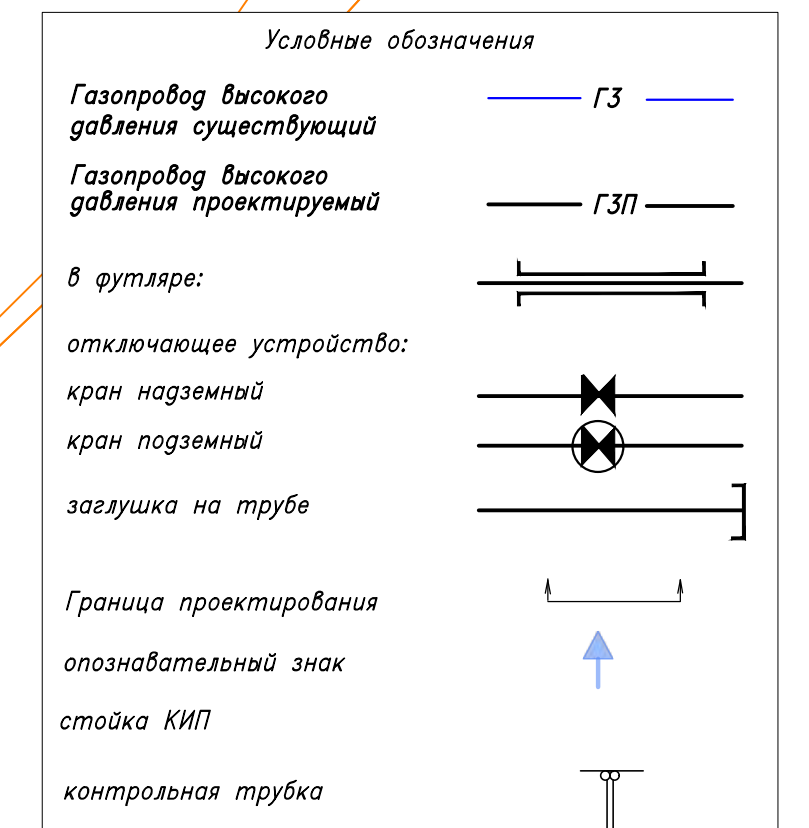 Условные обозначения
Газопровод высокого
давления существующий
Г3
Газопровод высокого
давления проектируемый
Г3П
в футляре:
отключающее устройство:
кран надземный
кран подземный
заглушка на трубе
Граница проектирования
опознавательный знак
стойка КИП
контрольная трубка